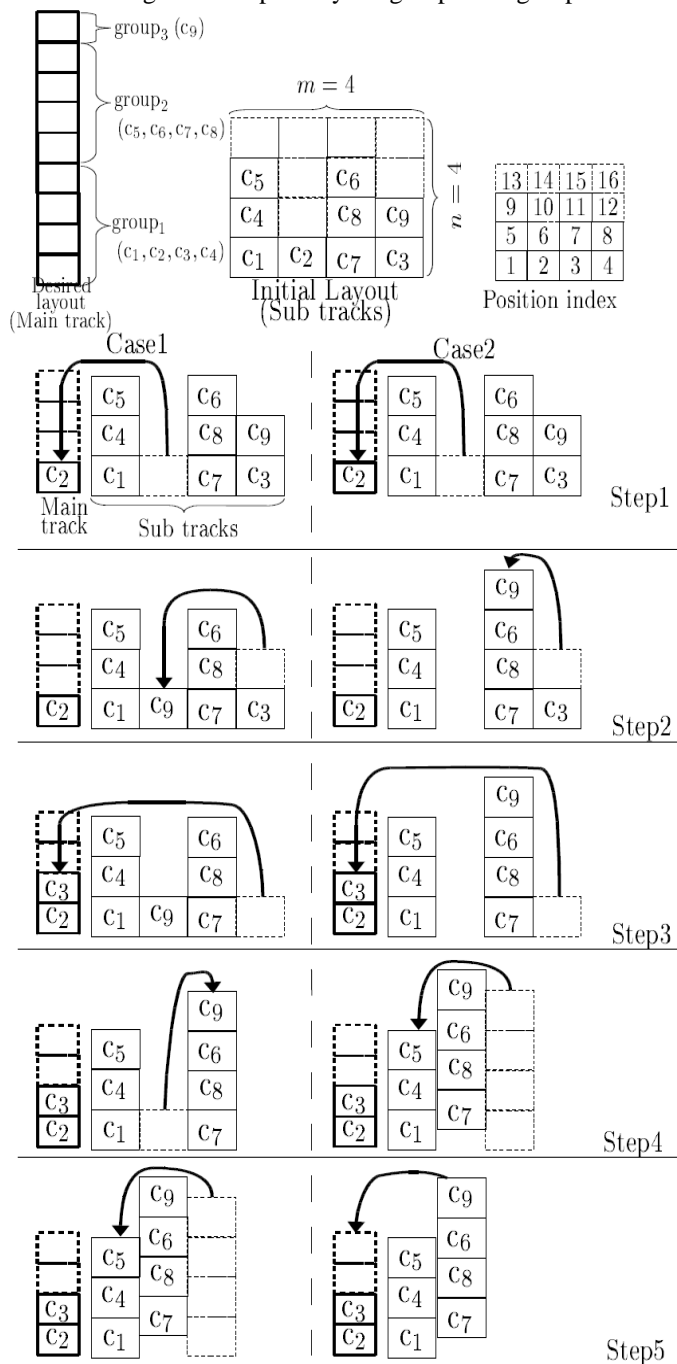 group3 (c9)
group2
(c5, c6, c7, c8)
group1
(c1, c2, c3, c4)
Desired
layout
(Main track)
m = 4
n = 4
c5 c6
c4 c8 c9
c1 c2 c7 c3
Initial Layout
(Sub tracks)
13 14 15 16
9 10 11 12
5 6 7 8
1 2 3 4
Position index
Case1
c5 c6
c4 c8 c9
c2 c1 c7 c3
Main
track
Sub tracks
Case2
c5 c6
c4 c8 c9
c2 c1 c7 c3
Step1
c5 c6
c4 c8
c2 c1 c9 c7 c3
c9
c5 c6
c4 c8
c2 c1 c7 c3
Step2
c5 c6
c3 c4 c8
c2 c1 c9 c7
c9
c5 c6
c3 c4 c8
c2 c1 c7
Step3
c9
c5 c6
c3 c4 c8
c2 c1 c7
c9
c5 c6
c3 c4 c8
c2 c1 c7
Step4
c9
c5 c6
c3 c4 c8
c2 c1 c7
c9
c5 c6
c3 c4 c8
c2 c1 c7
Step5